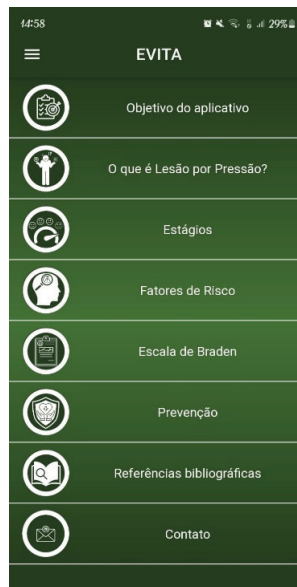 14:58 29%
EVITA
Objetivo do aplicativo
O que é Lesão por Pressão?
Estágios
Fatores de Risco
Escala de Braden
Prevenção
Referências bibliográficas
Contato